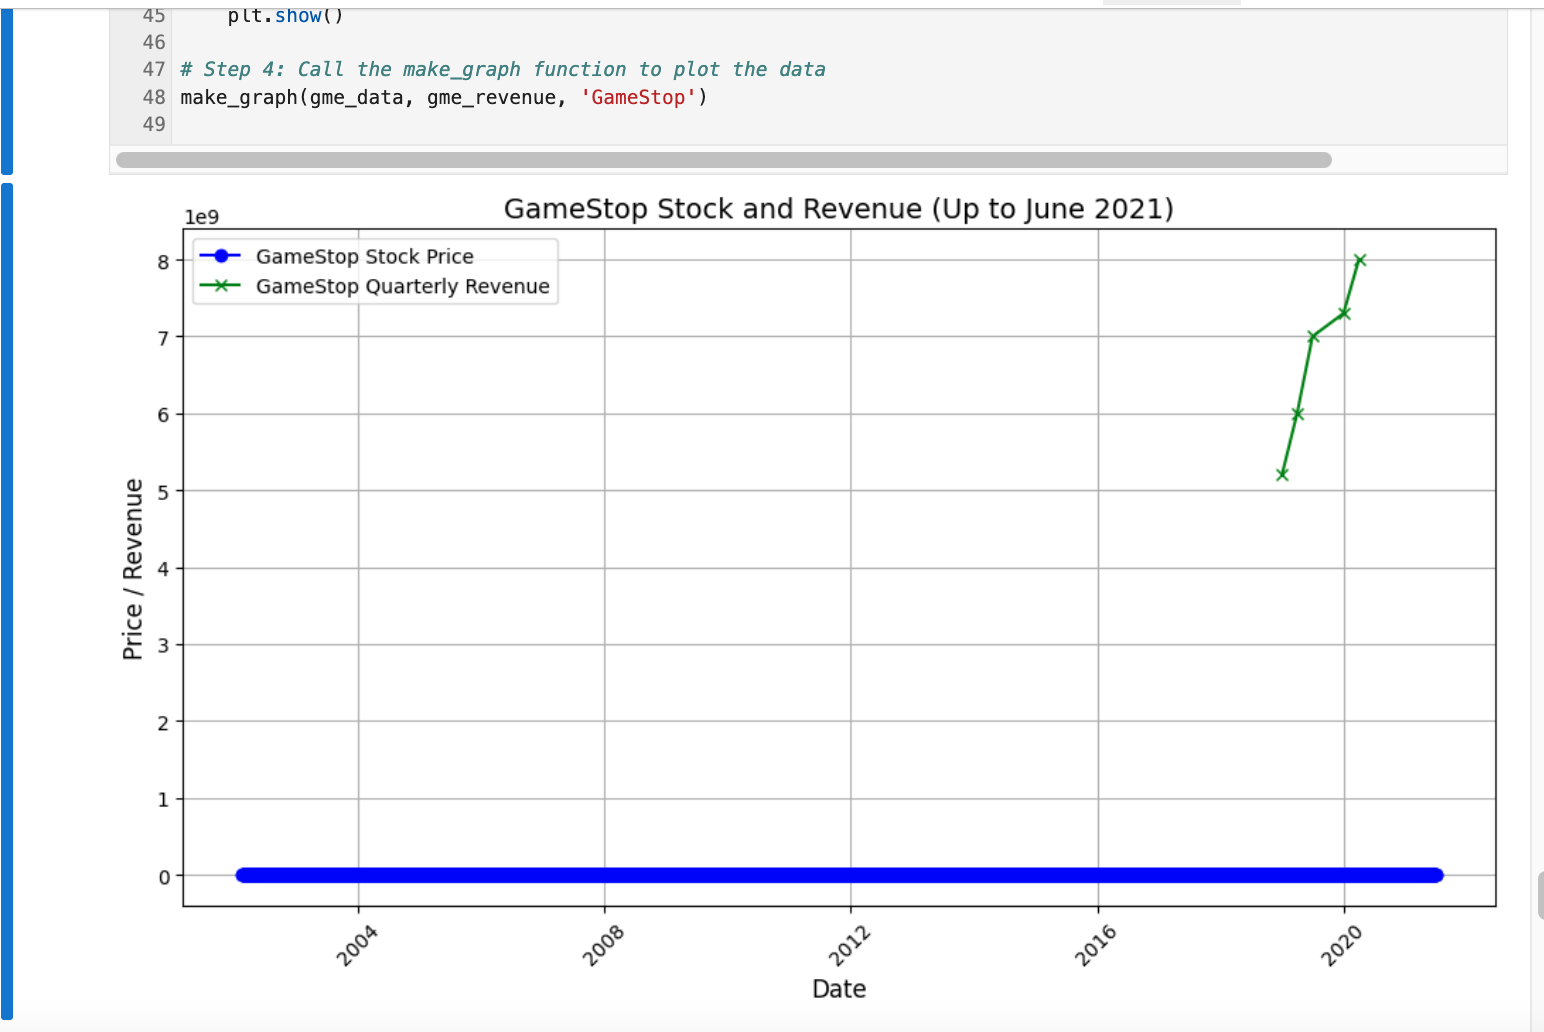 45     plt.show()
46
47 # Step 4: Call the make_graph function to plot the data
48 make_graph(gme_data, gme_revenue, 'GameStop')
49
GameStop Stock and Revenue (Up to June 2021)
1e9
GameStop Stock Price
GameStop Quarterly Revenue
8
7
6
5
4
3
2
1
0
Price / Revenue
2004 2008 2012 2016 2020
Date